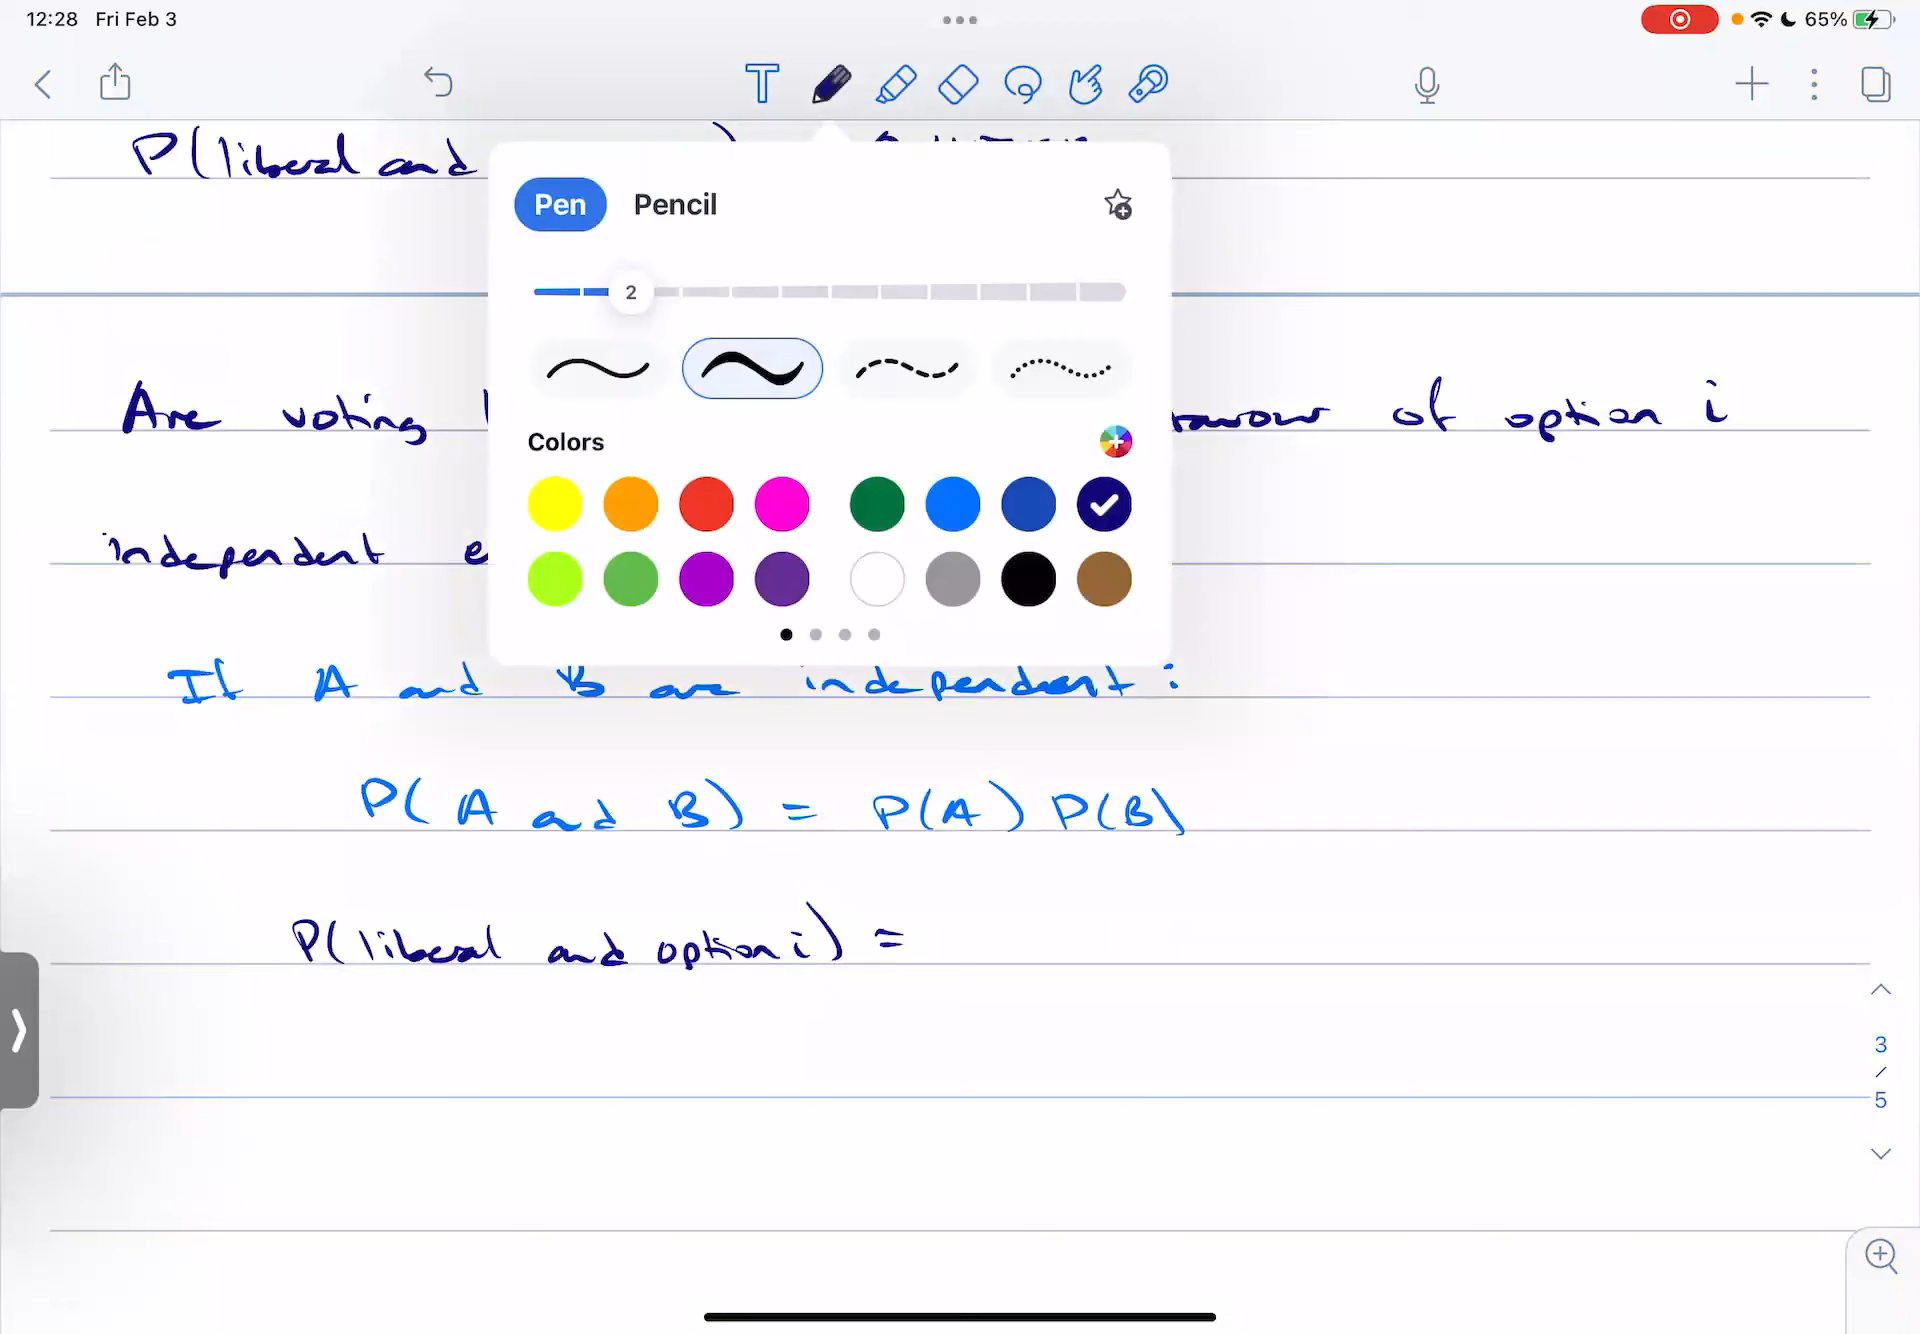 12:28 Fri Feb 3
65%
T
P(liberal and
)
Pen Pencil
2
Are voting
of option i
Colors
independent e
If A and B are independent :
P( A and B) = P(A) P(B)
P(liberal and option i) =
3
/
5